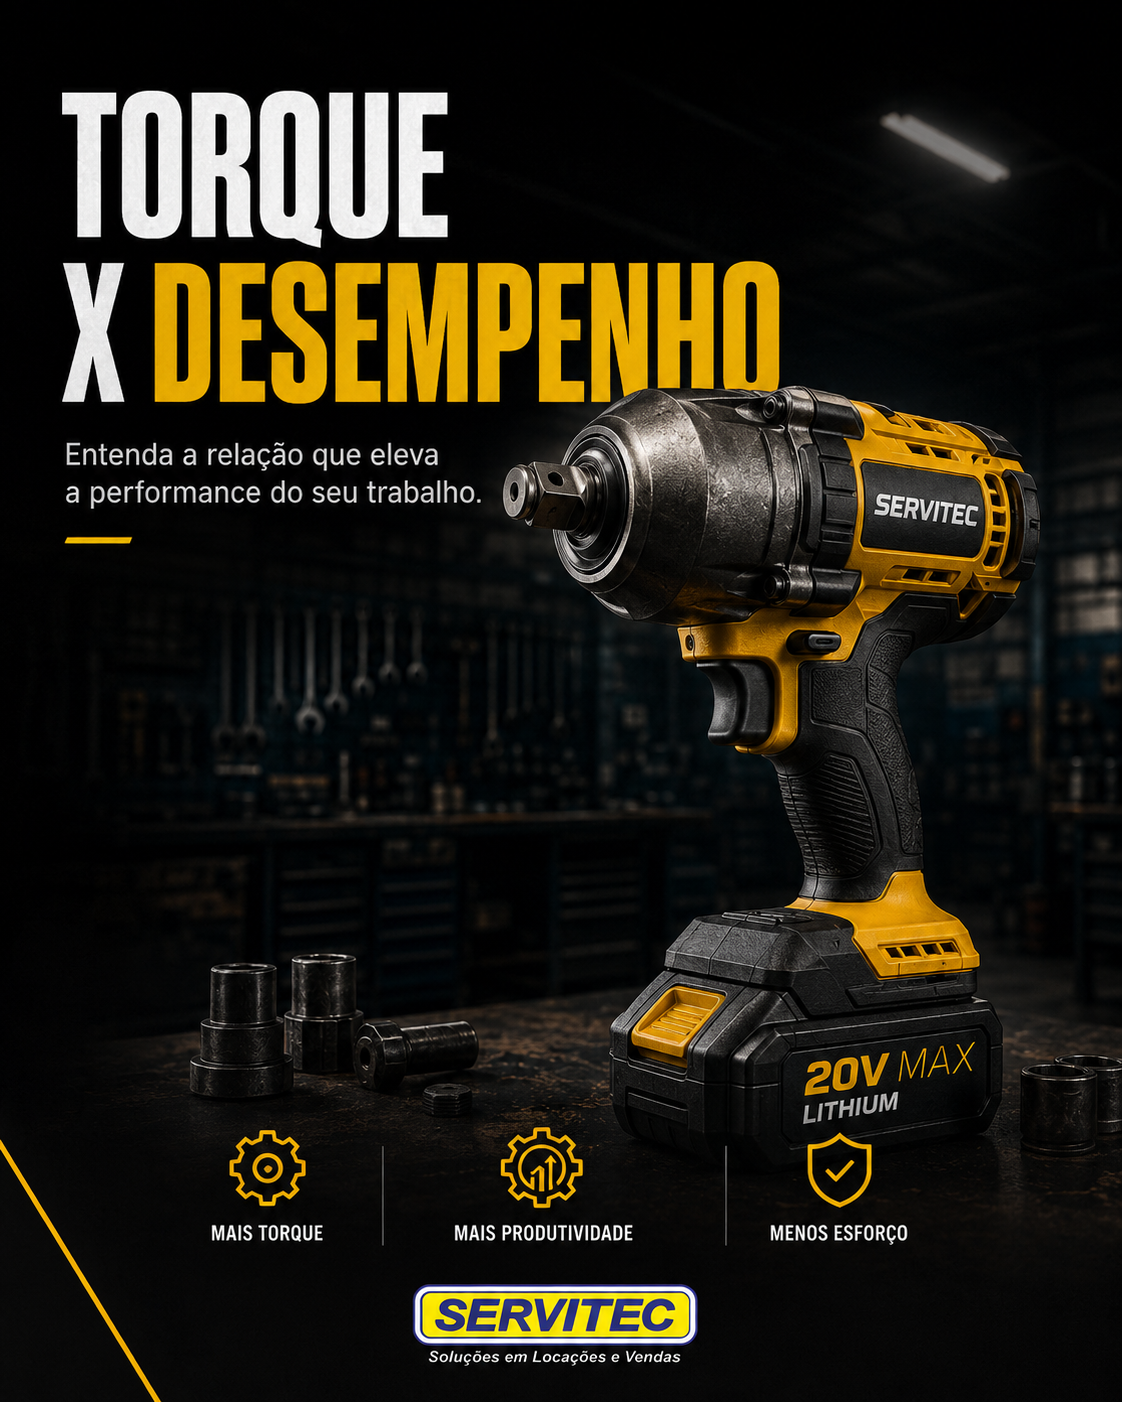 TORQUE
X DESEMPENHO
Entenda a relação que eleva
a performance do seu trabalho.
SERVITEC
20V MAX
LITHIUM
MAIS TORQUE
MAIS PRODUTIVIDADE
MENOS ESFORÇO
SERVITEC
Soluções em Locações e Vendas